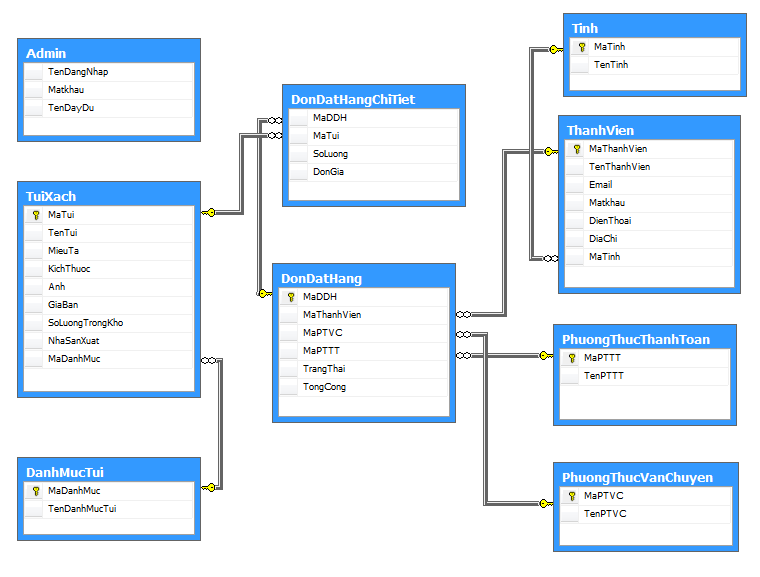 Admin
TenDangNhap
Matkhau
TenDayDu
TuiXach
MaTui
TenTui
MieuTa
KichThuoc
Anh
GiaBan
SoLuongTrongKho
NhaSanXuat
MaDanhMuc
DanhMucTui
MaDanhMuc
TenDanhMucTui
DonDatHangChiTiet
MaDDH
MaTui
SoLuong
DonGia
DonDatHang
MaDDH
MaThanhVien
MaPTVC
MaPTTT
TrangThai
TongCong
Tinh
MaTinh
TenTinh
ThanhVien
MaThanhVien
TenThanhVien
Email
Matkhau
DienThoai
DiaChi
MaTinh
PhuongThucThanhToan
MaPTTT
TenPTTT
PhuongThucVanChuyen
MaPTVC
TenPTVC